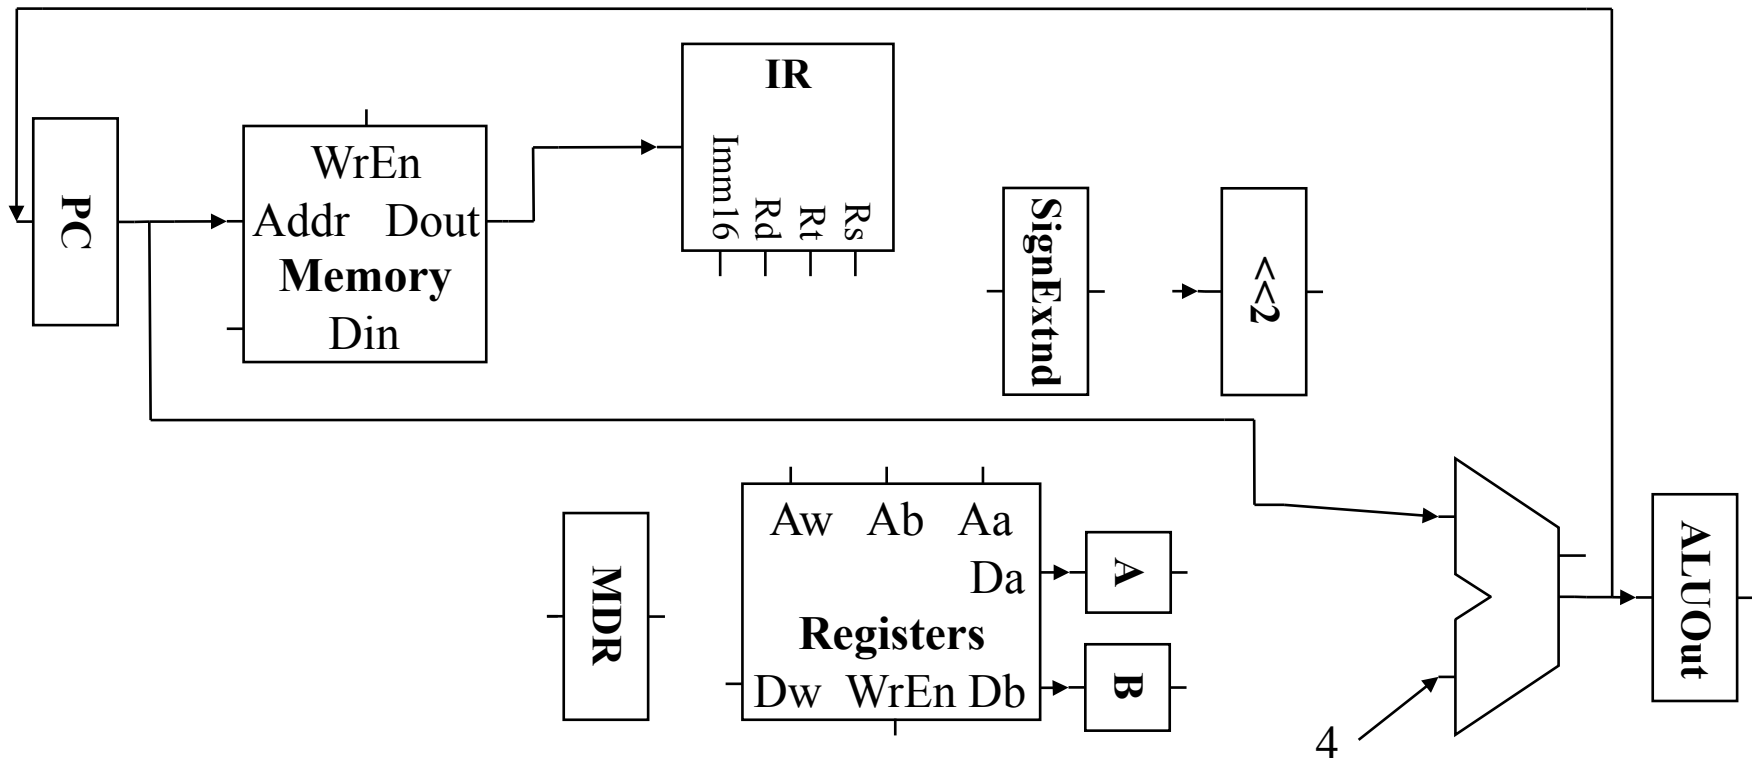 IR
PC
WrEn
Addr Dout
Memory
Din
Imm16
Rd
Rt
Rs
SignExtnd
<<2
MDR
Aw Ab Aa
Da
Registers
Dw WrEn Db
A
B
4
ALUOut